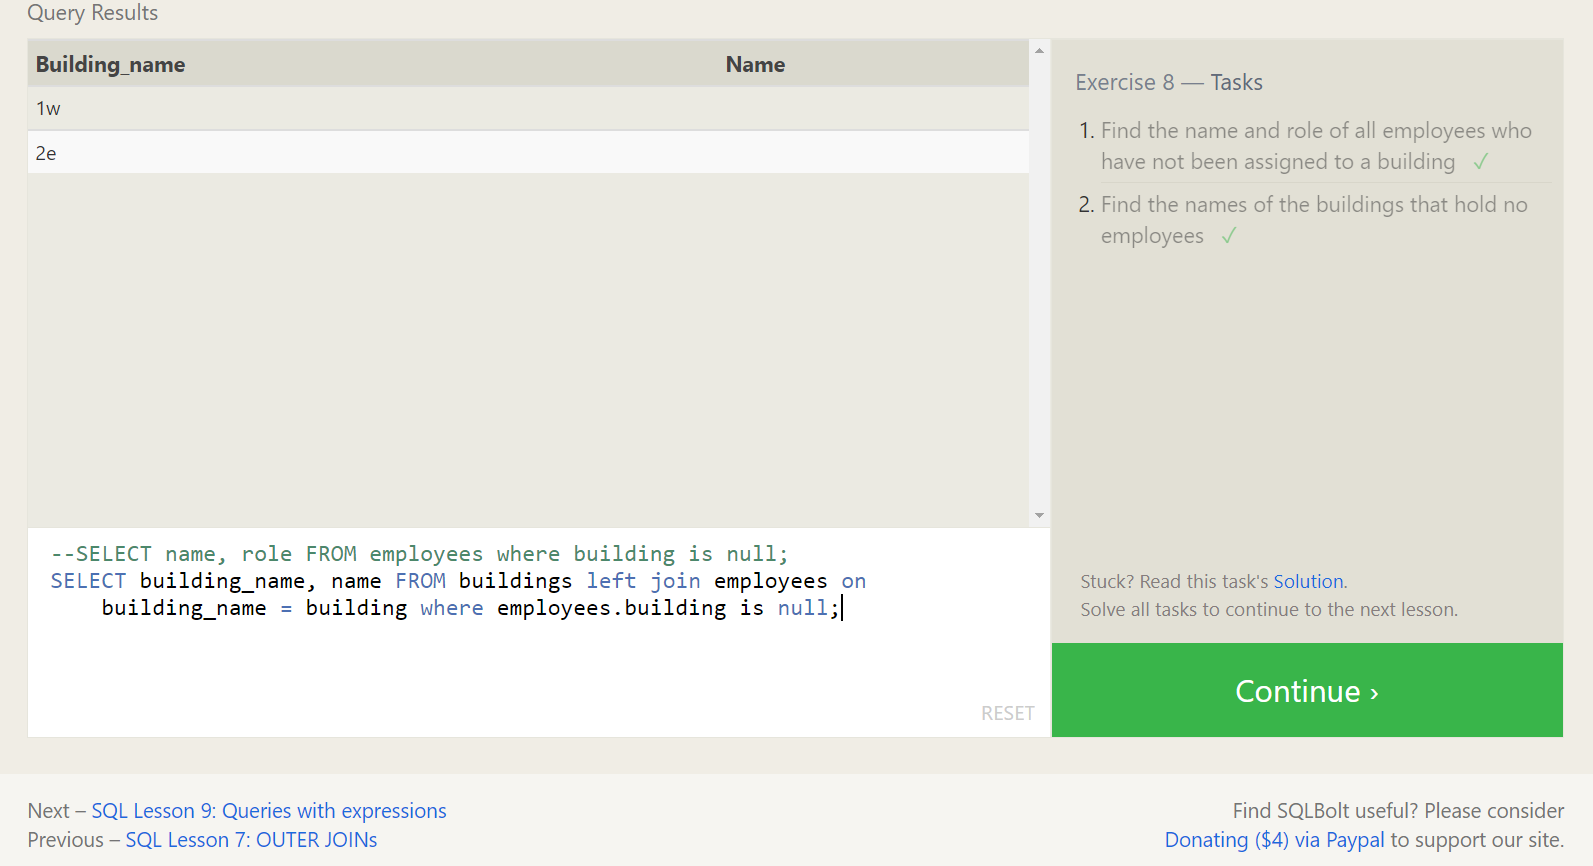 Query Results
Building_name Name
1w
2e
--SELECT name, role FROM employees where building is null;
SELECT building_name, name FROM buildings left join employees on
building_name = building where employees.building is null;
RESET
Exercise 8 — Tasks
1. Find the name and role of all employees who
have not been assigned to a building ✓
2. Find the names of the buildings that hold no
employees ✓
Stuck? Read this task's Solution.
Solve all tasks to continue to the next lesson.
Continue ›
Next – SQL Lesson 9: Queries with expressions
Previous – SQL Lesson 7: OUTER JOINs
Find SQLBolt useful? Please consider
Donating ($4) via Paypal to support our site.